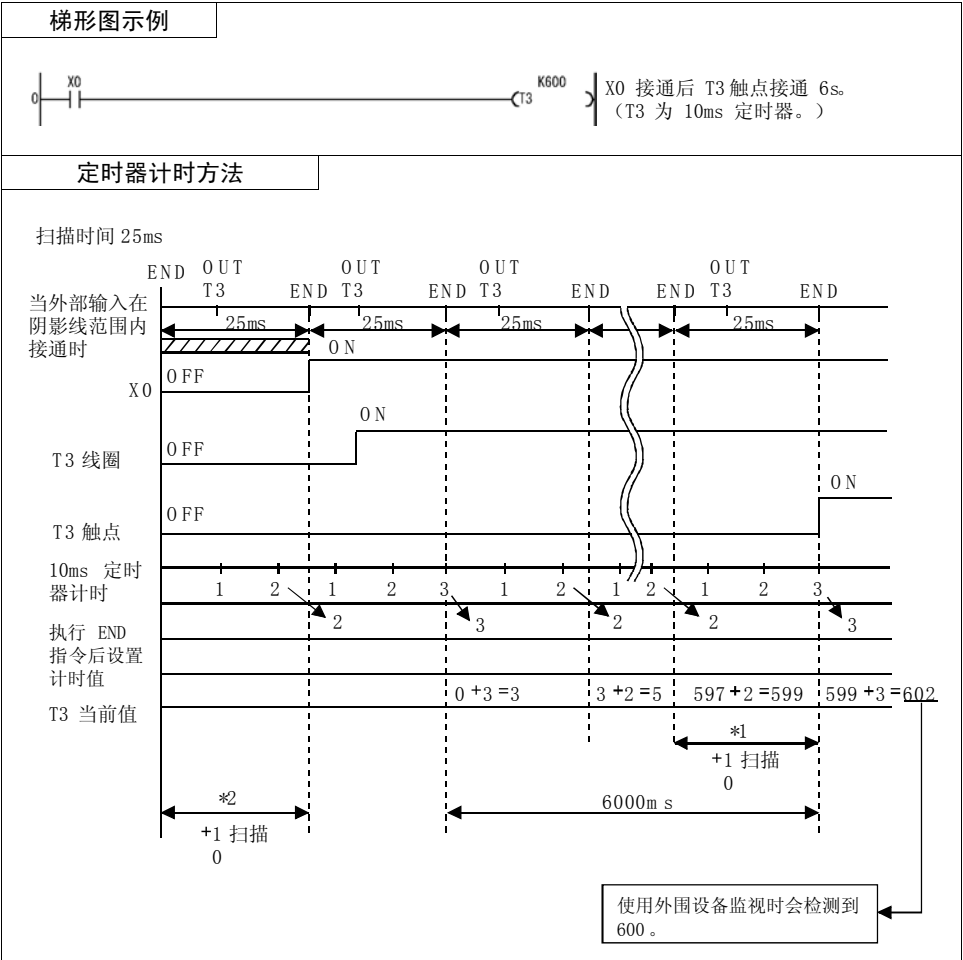 梯形图示例
X0
K600
0
T3
X0 接通后 T3 触点接通 6s。
（T3 为 10ms 定时器。）
定时器计时方法
扫描时间 25ms
END
OUT
T3
END
OUT
T3
END
OUT
T3
END
END
OUT
T3
END
当外部输入在
阴影线范围内
接通时
25ms
25ms
25ms
25ms
ON
X0
OFF
ON
T3 线圈
OFF
ON
T3 触点
OFF
10ms 定时
器计时
1 2 1 2 3 1 2 1 2 1 2 3
2 3 2 2 3
执行 END
指令后设置
计时值
T3 当前值
0+3=3
3+2=5
597+2=599
599+3=602
*1
+1 扫描
0
*2
+1 扫描
0
6000ms
使用外围设备监视时会检测到
600。